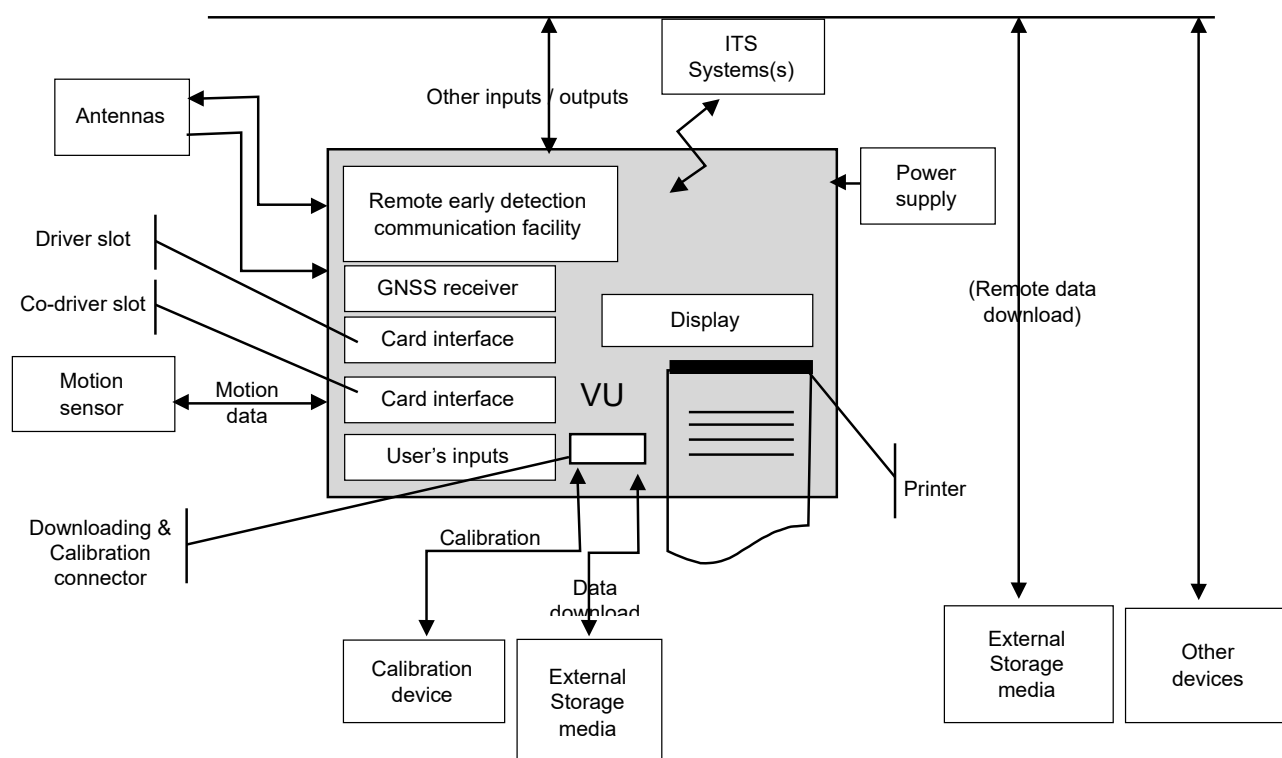 ITS
Systems(s)
Other inputs / outputs
Antennas
Power
supply
Remote early detection
communication facility
Driver slot
GNSS receiver
Co-driver slot
(Remote data
download)
Display
Card interface
Motion
sensor
Motion
data
Card interface
VU
User's inputs
Printer
Downloading &
Calibration
connector
Calibration
Data
download
Calibration
device
External
Storage
media
External
Storage
media
Other
devices